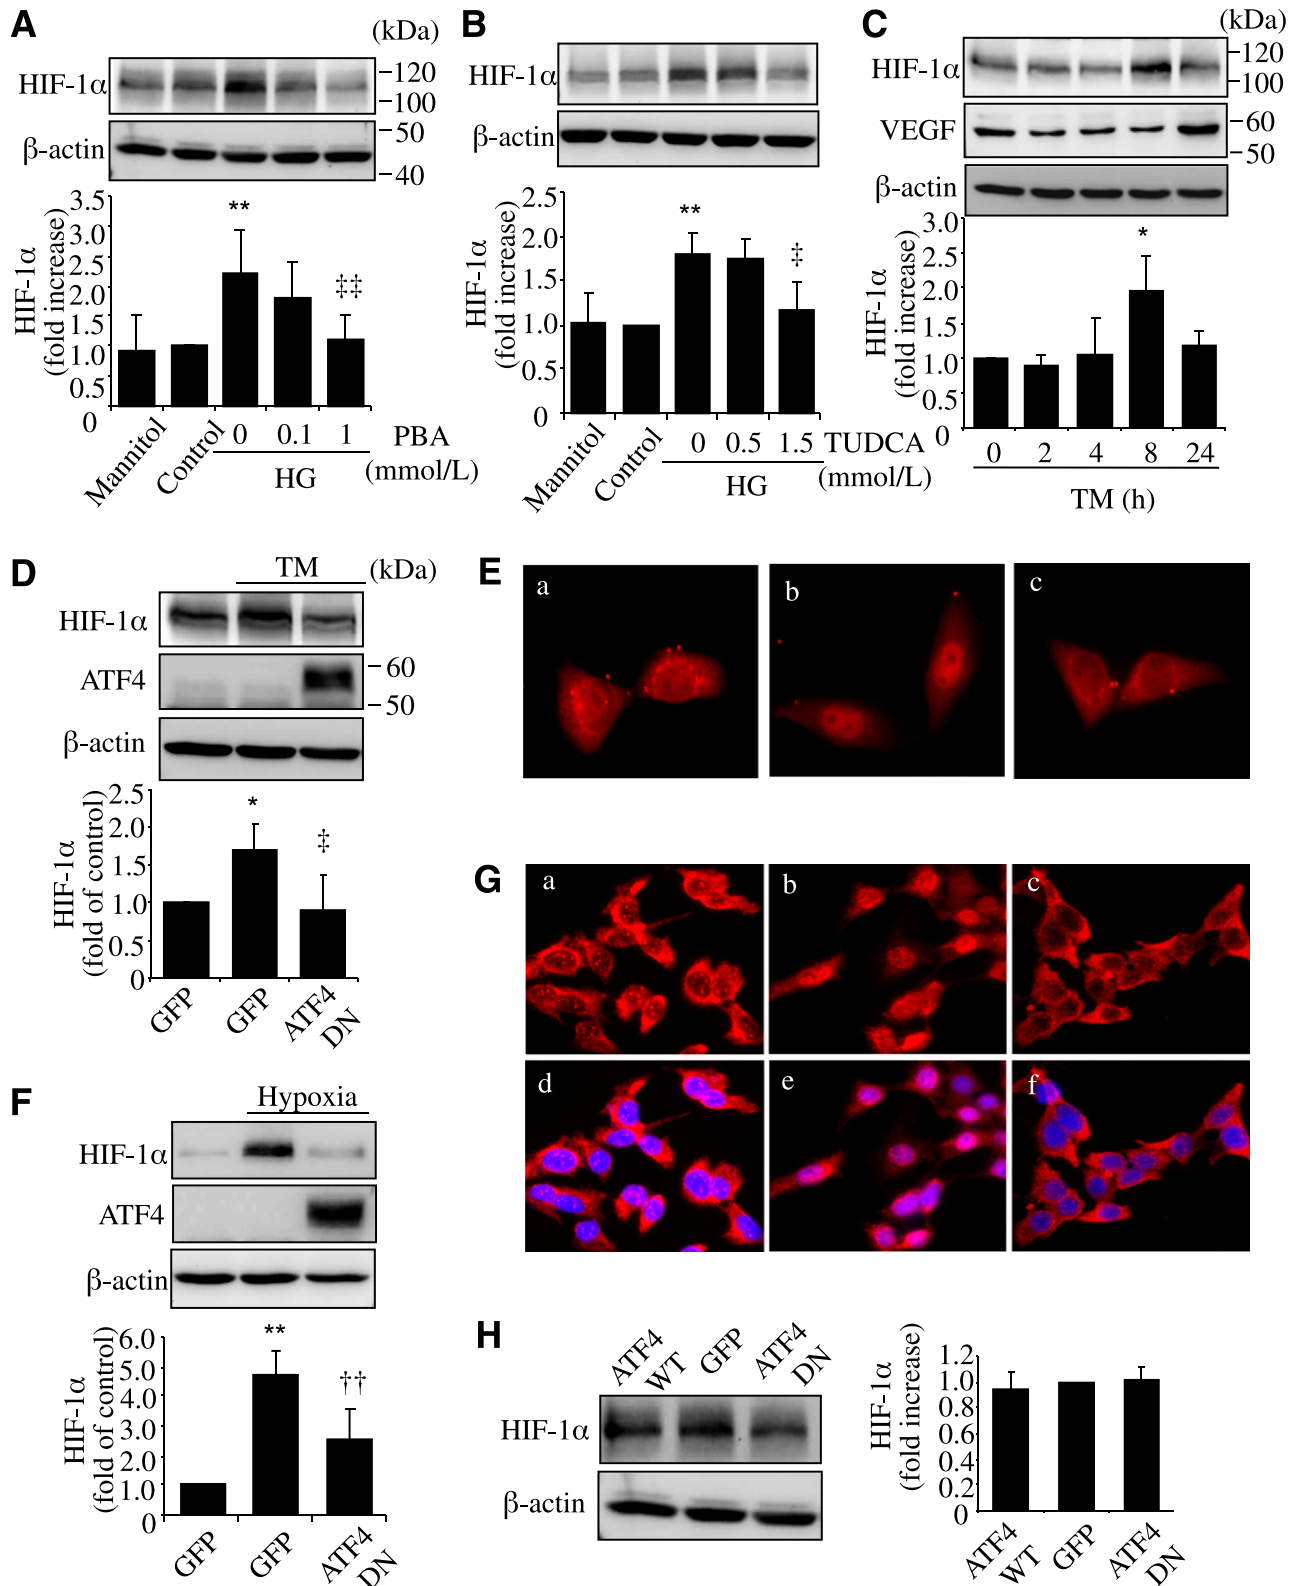 A
(kDa)
HIF-1α
120
100
β-actin
50
40
HIF-1α
(fold increase)
3.5
3.0
2.5
2.0
1.5
1.0
0.5
0
**
‡‡
Mannitol
Control
0 0.1 1 PBA
(mmol/L)
HG
B
HIF-1α
β-actin
HIF-1α
(fold increase)
2.5
2.0
1.5
1.0
0.5
0
**
‡
Mannitol
Control
0 0.5 1.5 TUDCA
(mmol/L)
HG
C
(kDa)
HIF-1α
120
100
VEGF
60
50
β-actin
HIF-1α
(fold increase)
3.0
2.5
2.0
1.5
1.0
0.5
0
*
0 2 4 8 24
TM (h)
D
TM (kDa)
HIF-1α
ATF4
60
50
β-actin
HIF-1α
(fold of control)
2.5
2.0
1.5
1.0
0.5
0
*
‡
GFP
GFP
ATF4
DN
E
a
b
c
F
Hypoxia
HIF-1α
ATF4
β-actin
HIF-1α
(fold of control)
6.0
5.0
4.0
3.0
2.0
1.0
0
**
††
GFP
GFP
ATF4
DN
G
a
b
c
d
e
f
H
ATF4
WT
GFP
ATF4
DN
HIF-1α
β-actin
HIF-1α
(fold increase)
1.2
1.0
0.8
0.6
0.4
0.2
0
ATF4
WT
GFP
ATF4
DN